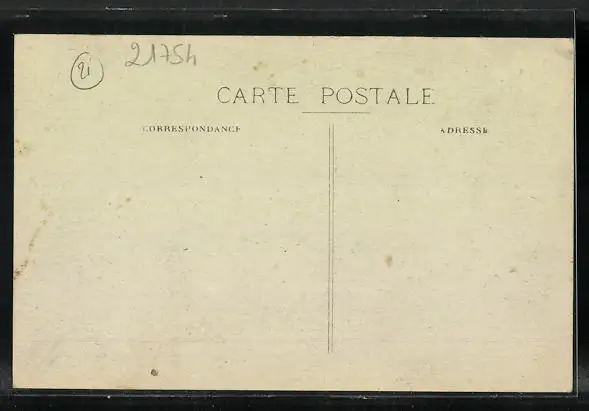 21 21754
CARTE POSTALE
CORRESPONDANCE ADRESSE